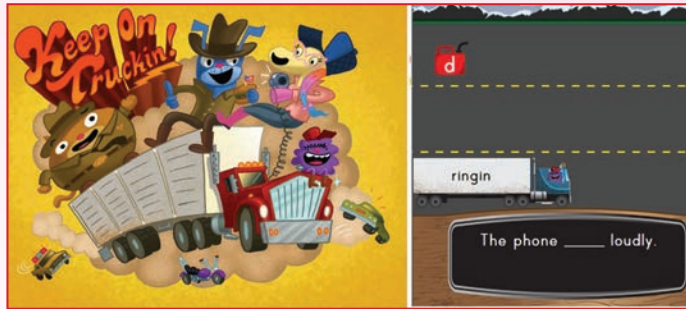 Keep On
Truckin!
d
ringin
The phone _____ loudly.